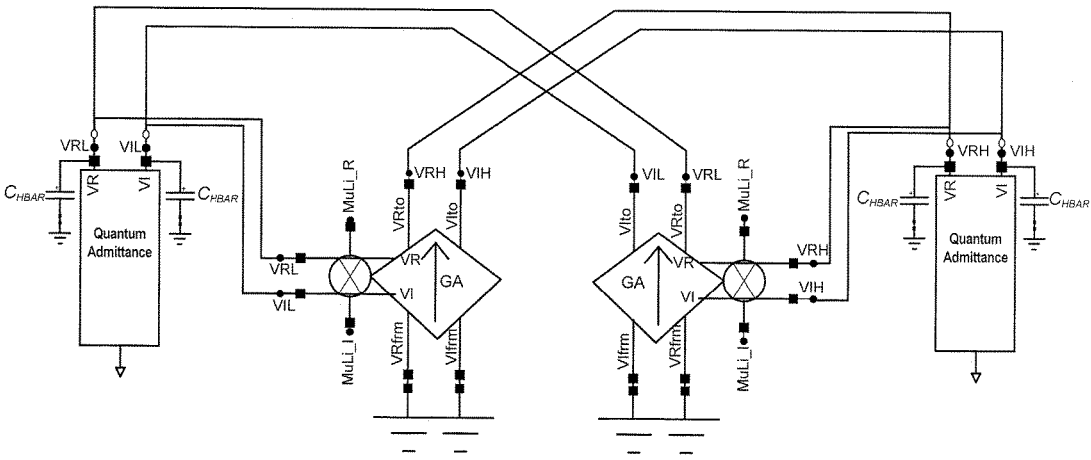 VRL VIL
VR VI
C_HBAR C_HBAR
Quantum
Admittance
VRL
VIL
MuLi_R
MuLi_I
VRH VIH
VRto VIto
VR
VI
GA
VRfrm VIfrm
VIL VRL
VIto VRto
VR
VI
GA
VIfrm VRfrm
MuLi_R
MuLi_I
VRH
VIH
VRH VIH
VR VI
C_HBAR C_HBAR
Quantum
Admittance